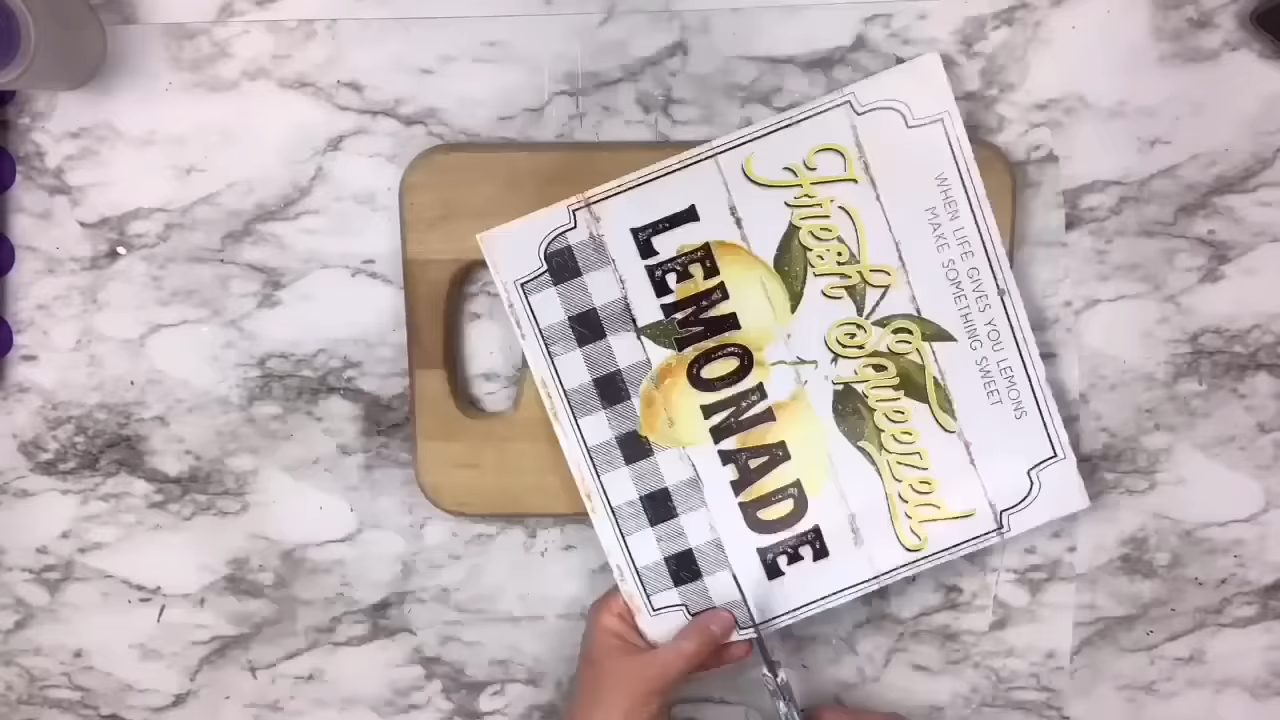 WHEN LIFE GIVES YOU LEMONS
MAKE SOMETHING SWEET
Fresh Squeezed
LEMONADE